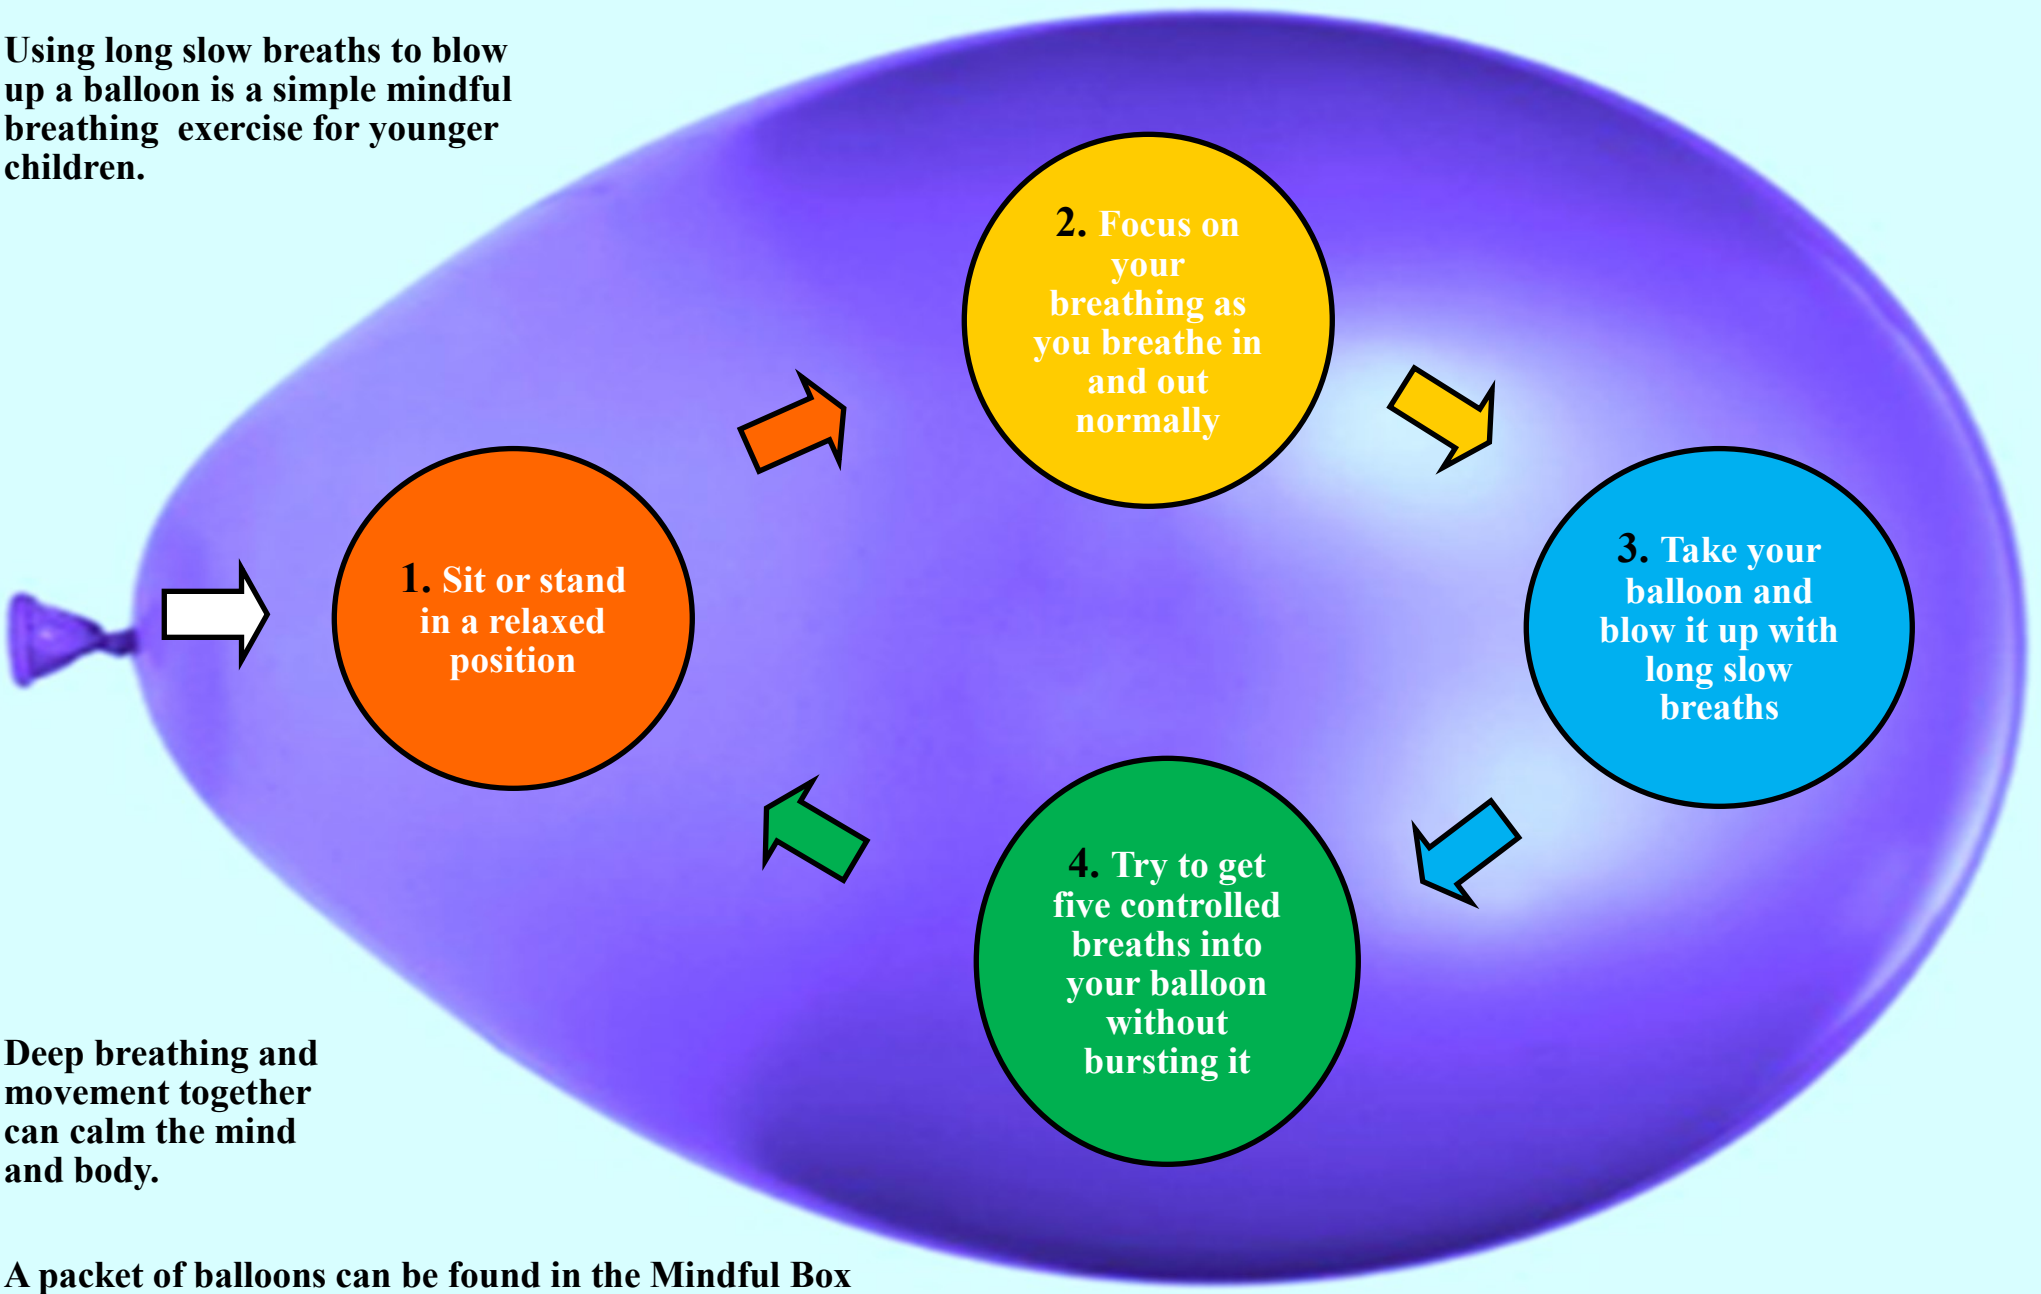 Using long slow breaths to blow
up a balloon is a simple mindful
breathing  exercise for younger
children.
1. Sit or stand
in a relaxed
position
2. Focus on
your
breathing as
you breathe in
and out
normally
3. Take your
balloon and
blow it up with
long slow
breaths
4. Try to get
five controlled
breaths into
your balloon
without
bursting it
Deep breathing and
movement together
can calm the mind
and body.
A packet of balloons can be found in the Mindful Box